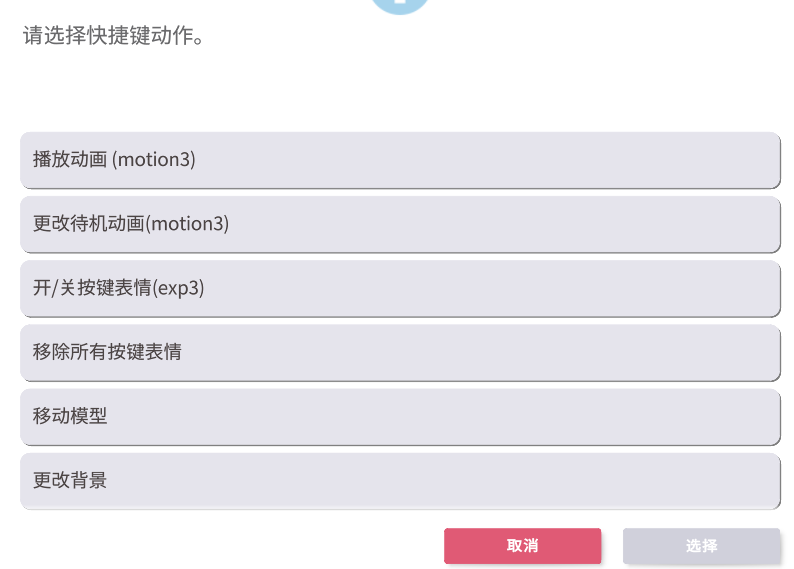 请选择快捷键动作。
播放动画 (motion3)
更改待机动画(motion3)
开/关按键表情(exp3)
移除所有按键表情
移动模型
更改背景
取消
选择